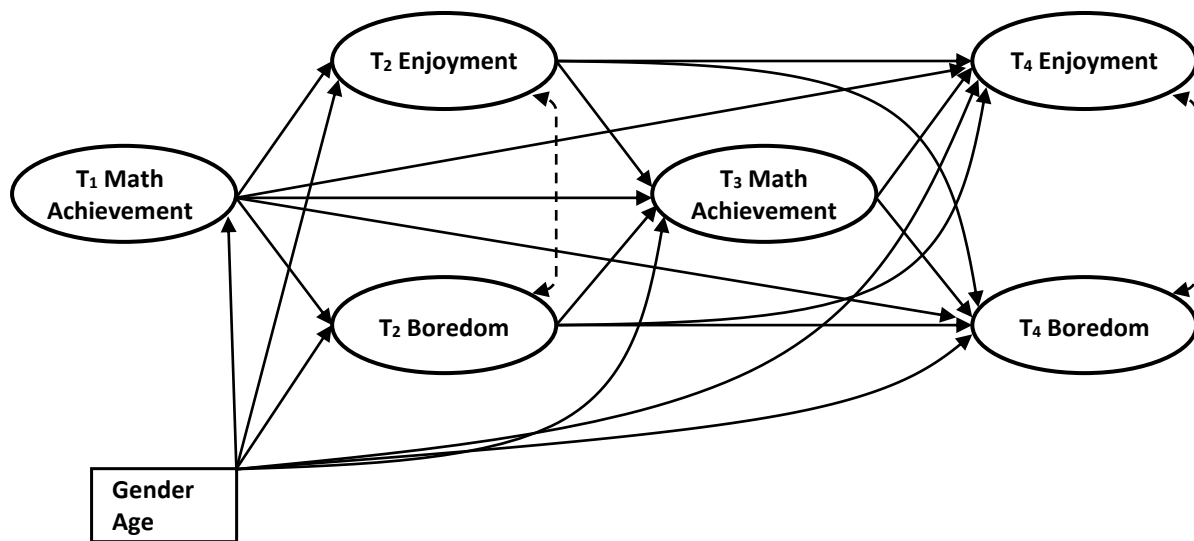 T₂ Enjoyment
T₄ Enjoyment
T₁ Math
Achievement
T₃ Math
Achievement
T₂ Boredom
T₄ Boredom
Gender
Age